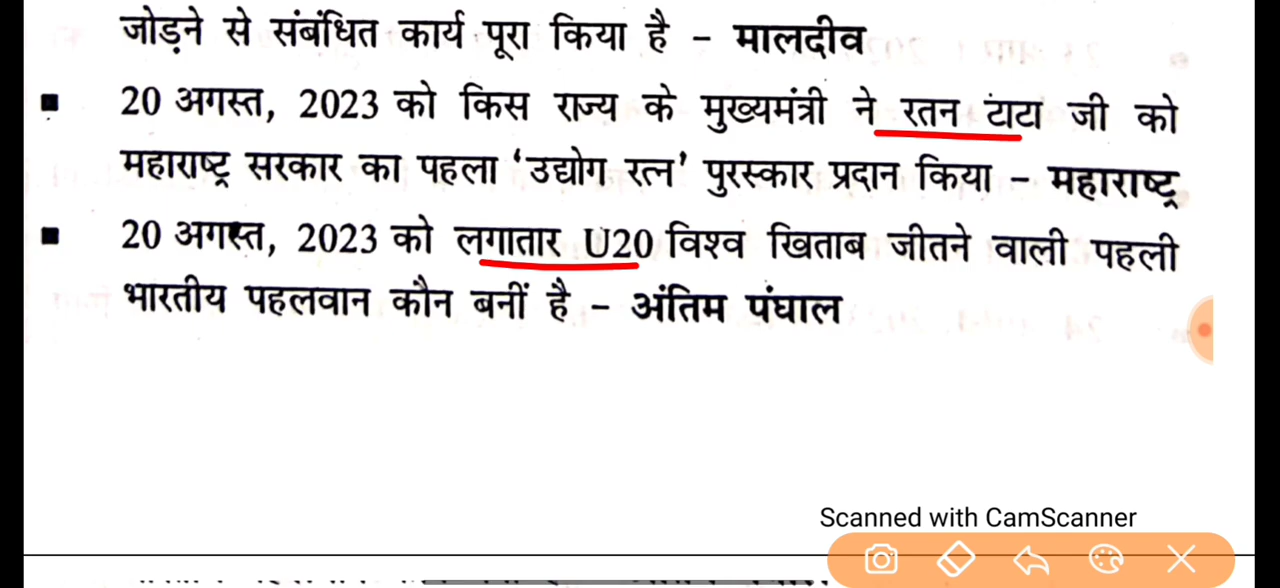 जोड़ने से संबंधित कार्य पूरा किया है – मालदीव
■ 20 अगस्त, 2023 को किस राज्य के मुख्यमंत्री ने रतन टाटा जी को
महाराष्ट्र सरकार का पहला ‘उद्योग रत्न’ पुरस्कार प्रदान किया – महाराष्ट्र
■ 20 अगस्त, 2023 को लगातार U20 विश्व खिताब जीतने वाली पहली
भारतीय पहलवान कौन बनीं है – अंतिम पंघाल
Scanned with CamScanner